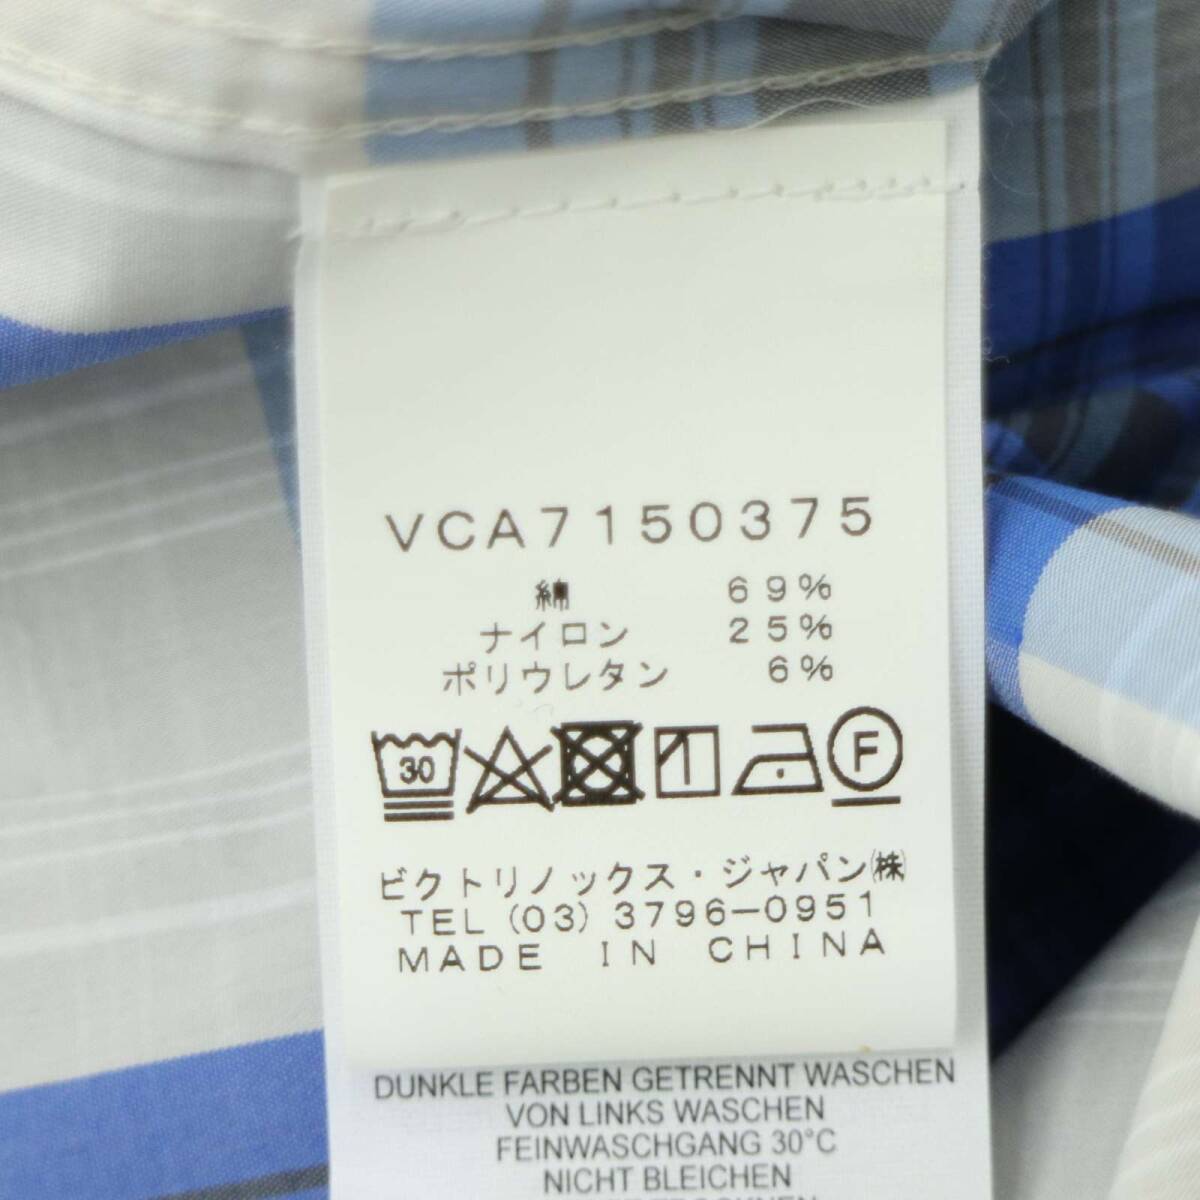 VCA7150375
綿 69%
ナイロン 25%
ポリウレタン 6%
30
F
ビクトリノックス・ジャパン㈱
TEL (03) 3796-0951
MADE IN CHINA
DUNKLE FARBEN GETRENNT WASCHEN
VON LINKS WASCHEN
FEINWASCHGANG 30°C
NICHT BLEICHEN